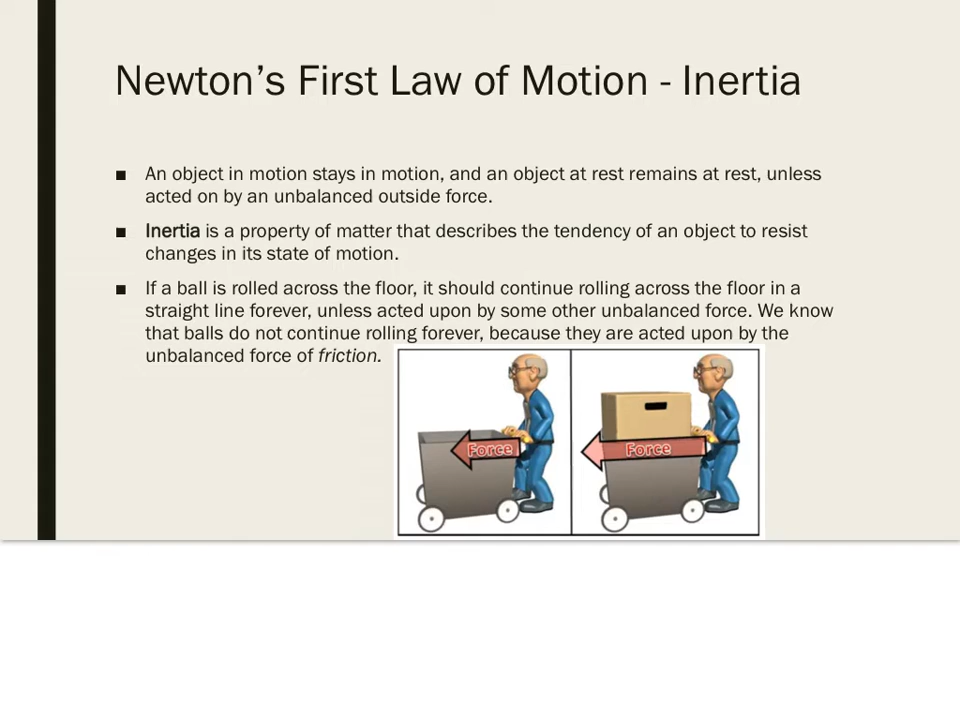 Newton’s First Law of Motion - Inertia
■ An object in motion stays in motion, and an object at rest remains at rest, unless
acted on by an unbalanced outside force.
■ Inertia is a property of matter that describes the tendency of an object to resist
changes in its state of motion.
■ If a ball is rolled across the floor, it should continue rolling across the floor in a
straight line forever, unless acted upon by some other unbalanced force. We know
that balls do not continue rolling forever, because they are acted upon by the
unbalanced force of friction.
Force
Force